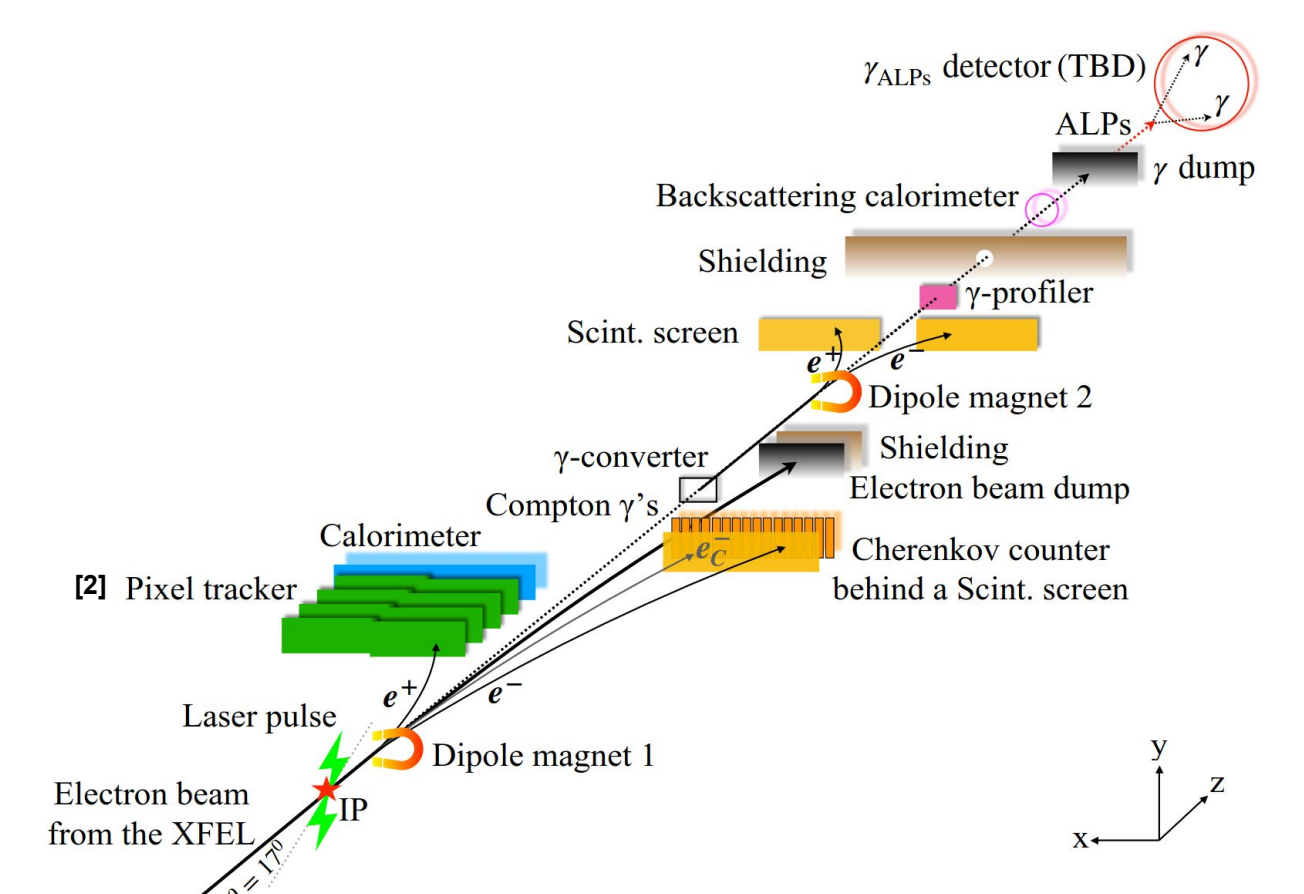 γALPs detector (TBD)
γ
γ
ALPs
γ dump
Backscattering calorimeter
Shielding
γ-profiler
Scint. screen
e+
e−
Dipole magnet 2
γ-converter
Shielding
Compton γ's
Electron beam dump
Calorimeter
e−C
Cherenkov counter
behind a Scint. screen
[2] Pixel tracker
e+
e−
Laser pulse
Dipole magnet 1
Electron beam
from the XFEL
IP
= 17⁰
y
z
x